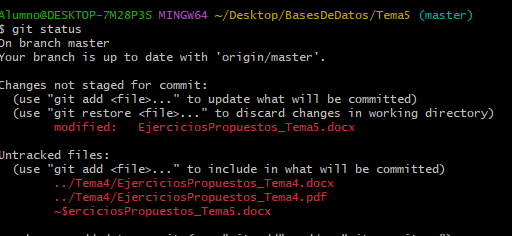 Alumno@DESKTOP-7M28P3S MINGW64 ~/Desktop/BasesDeDatos/Tema5 (master)
$ git status
On branch master
Your branch is up to date with 'origin/master'.
Changes not staged for commit:
(use "git add <file>..." to update what will be committed)
(use "git restore <file>..." to discard changes in working directory)
modified: EjerciciosPropuestos_Tema5.docx
Untracked files:
(use "git add <file>..." to include in what will be committed)
../Tema4/EjerciciosPropuestos_Tema4.docx
../Tema4/EjerciciosPropuestos_Tema4.pdf
~$erciciosPropuestos_Tema5.docx